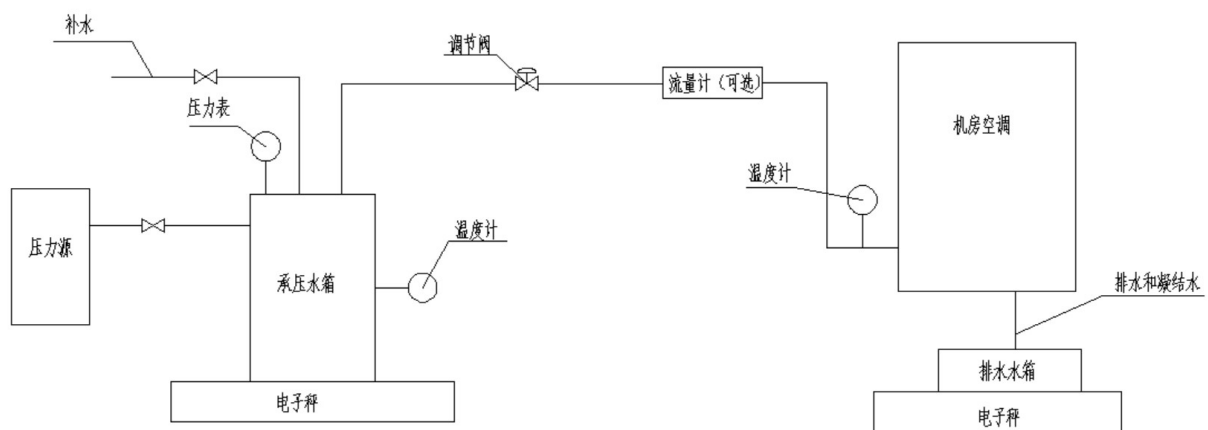 补水
压力表
压力源
承压水箱
电子秤
温度计
调节阀
流量计（可选）
温度计
机房空调
排水和凝结水
排水水箱
电子秤